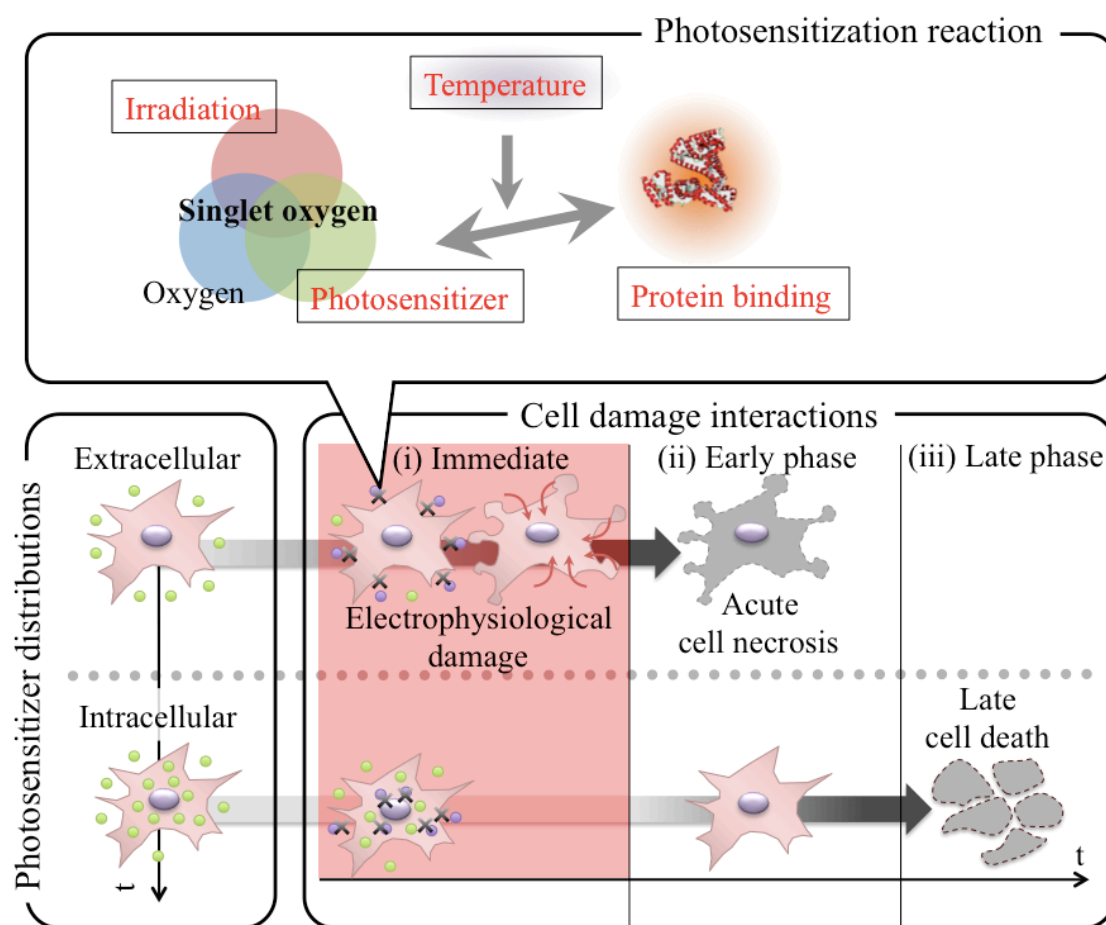 Photosensitization reaction
Temperature
Irradiation
Singlet oxygen
Oxygen
Photosensitizer
Protein binding
Photosensitizer distributions
Extracellular
Intracellular
t
Cell damage interactions
(i) Immediate
(ii) Early phase
(iii) Late phase
Electrophysiological
damage
Acute
cell necrosis
Late
cell death
t